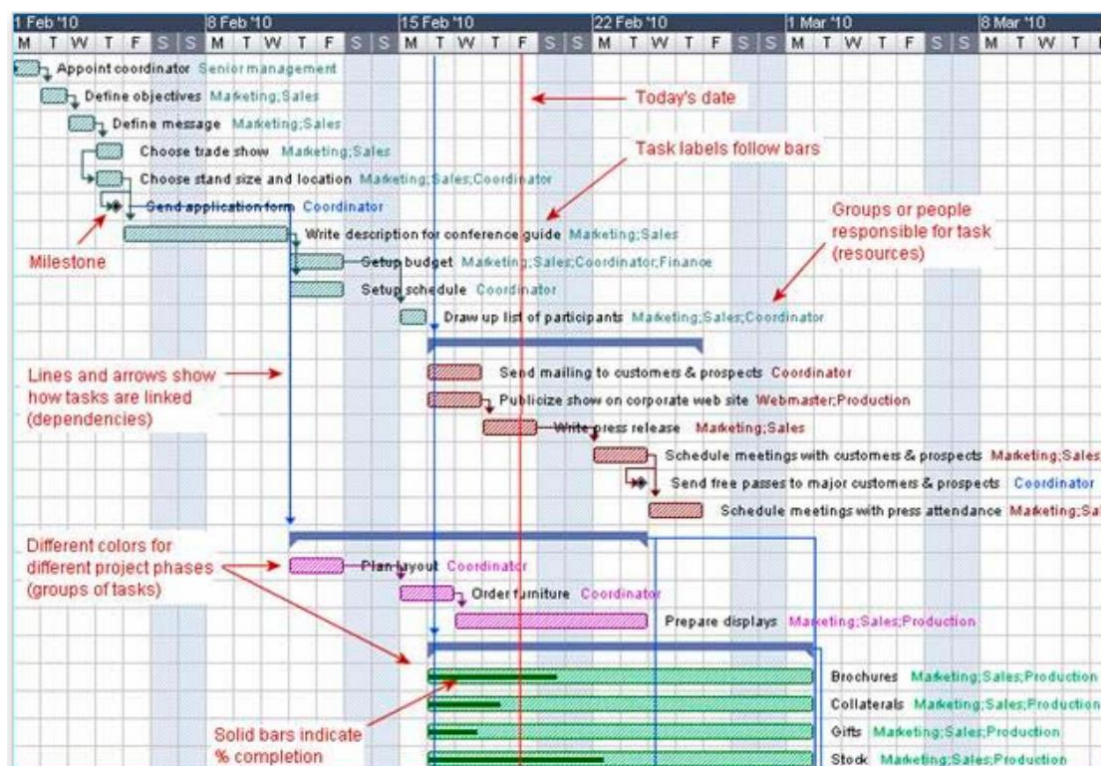 1 Feb '10 8 Feb '10 15 Feb '10 22 Feb '10 1 Mar '10 8 Mar '10
M T W T F S S M T W T F S S M T W T F S S M T W T F S S M T W T F S S M T W T F
Appoint coordinator Senior management
Define objectives Marketing;Sales
Today's date
Define message Marketing;Sales
Choose trade show Marketing;Sales
Task labels follow bars
Choose stand size and location Marketing;Sales;Coordinator
Send application form Coordinator
Groups or people
responsible for task
(resources)
Write description for conference guide Marketing;Sales
Milestone
Setup budget Marketing;Sales;Coordinator;Finance
Setup schedule Coordinator
Draw up list of participants Marketing;Sales;Coordinator
Lines and arrows show
how tasks are linked
(dependencies)
Send mailing to customers & prospects Coordinator
Publicize show on corporate web site Webmaster;Production
Write press release Marketing;Sales
Schedule meetings with customers & prospects Marketing;Sales
Send free passes to major customers & prospects Coordinator
Schedule meetings with press attendance Marketing;Sal
Different colors for
different project phases
(groups of tasks)
Plan layout Coordinator
Order furniture Coordinator
Prepare displays Marketing;Sales;Production
Brochures Marketing;Sales;Production
Collaterals Marketing;Sales;Production
Gifts Marketing;Sales;Production
Solid bars indicate
% completion
Stock Marketing;Sales;Production